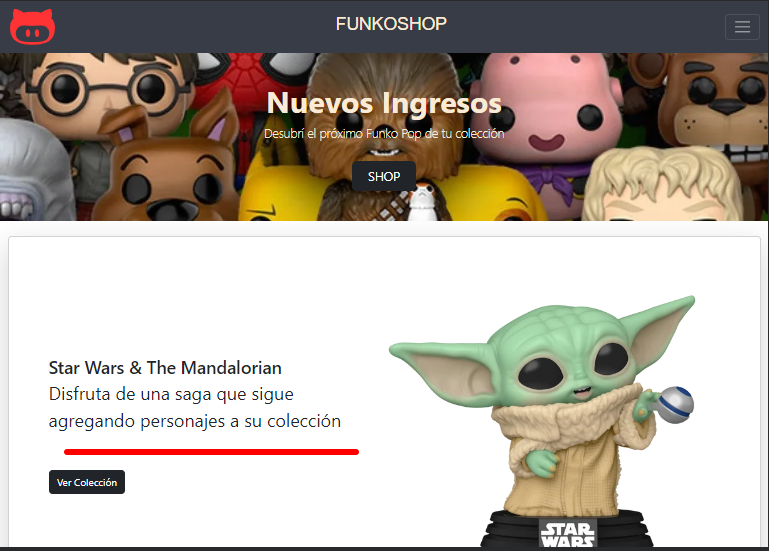 FUNKOSHOP
Nuevos Ingresos
Desubrí el próximo Funko Pop de tu colección
SHOP
Star Wars & The Mandalorian
Disfruta de una saga que sigue
agregando personajes a su colección
Ver Colección
STAR
WARS